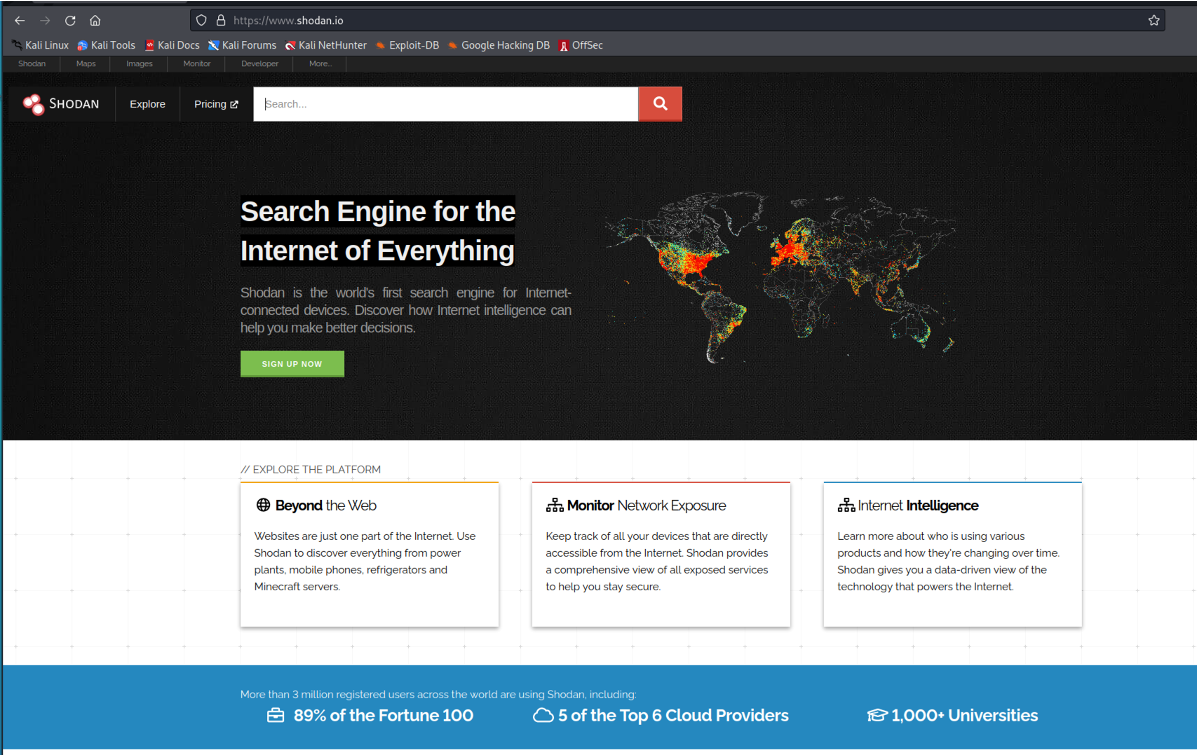 https://www.shodan.io
Kali Linux Kali Tools Kali Docs Kali Forums Kali NetHunter Exploit-DB Google Hacking DB OffSec
Shodan Maps Images Monitor Developer More...
SHODAN Explore Pricing Search...
Search Engine for the
Internet of Everything
Shodan is the world's first search engine for Internet-
connected devices. Discover how Internet intelligence can
help you make better decisions.
SIGN UP NOW
// EXPLORE THE PLATFORM
Beyond the Web
Websites are just one part of the Internet. Use
Shodan to discover everything from power
plants, mobile phones, refrigerators and
Minecraft servers.
Monitor Network Exposure
Keep track of all your devices that are directly
accessible from the Internet. Shodan provides
a comprehensive view of all exposed services
to help you stay secure.
Internet Intelligence
Learn more about who is using various
products and how they're changing over time.
Shodan gives you a data-driven view of the
technology that powers the Internet.
More than 3 million registered users across the world are using Shodan, including:
89% of the Fortune 100 5 of the Top 6 Cloud Providers 1,000+ Universities